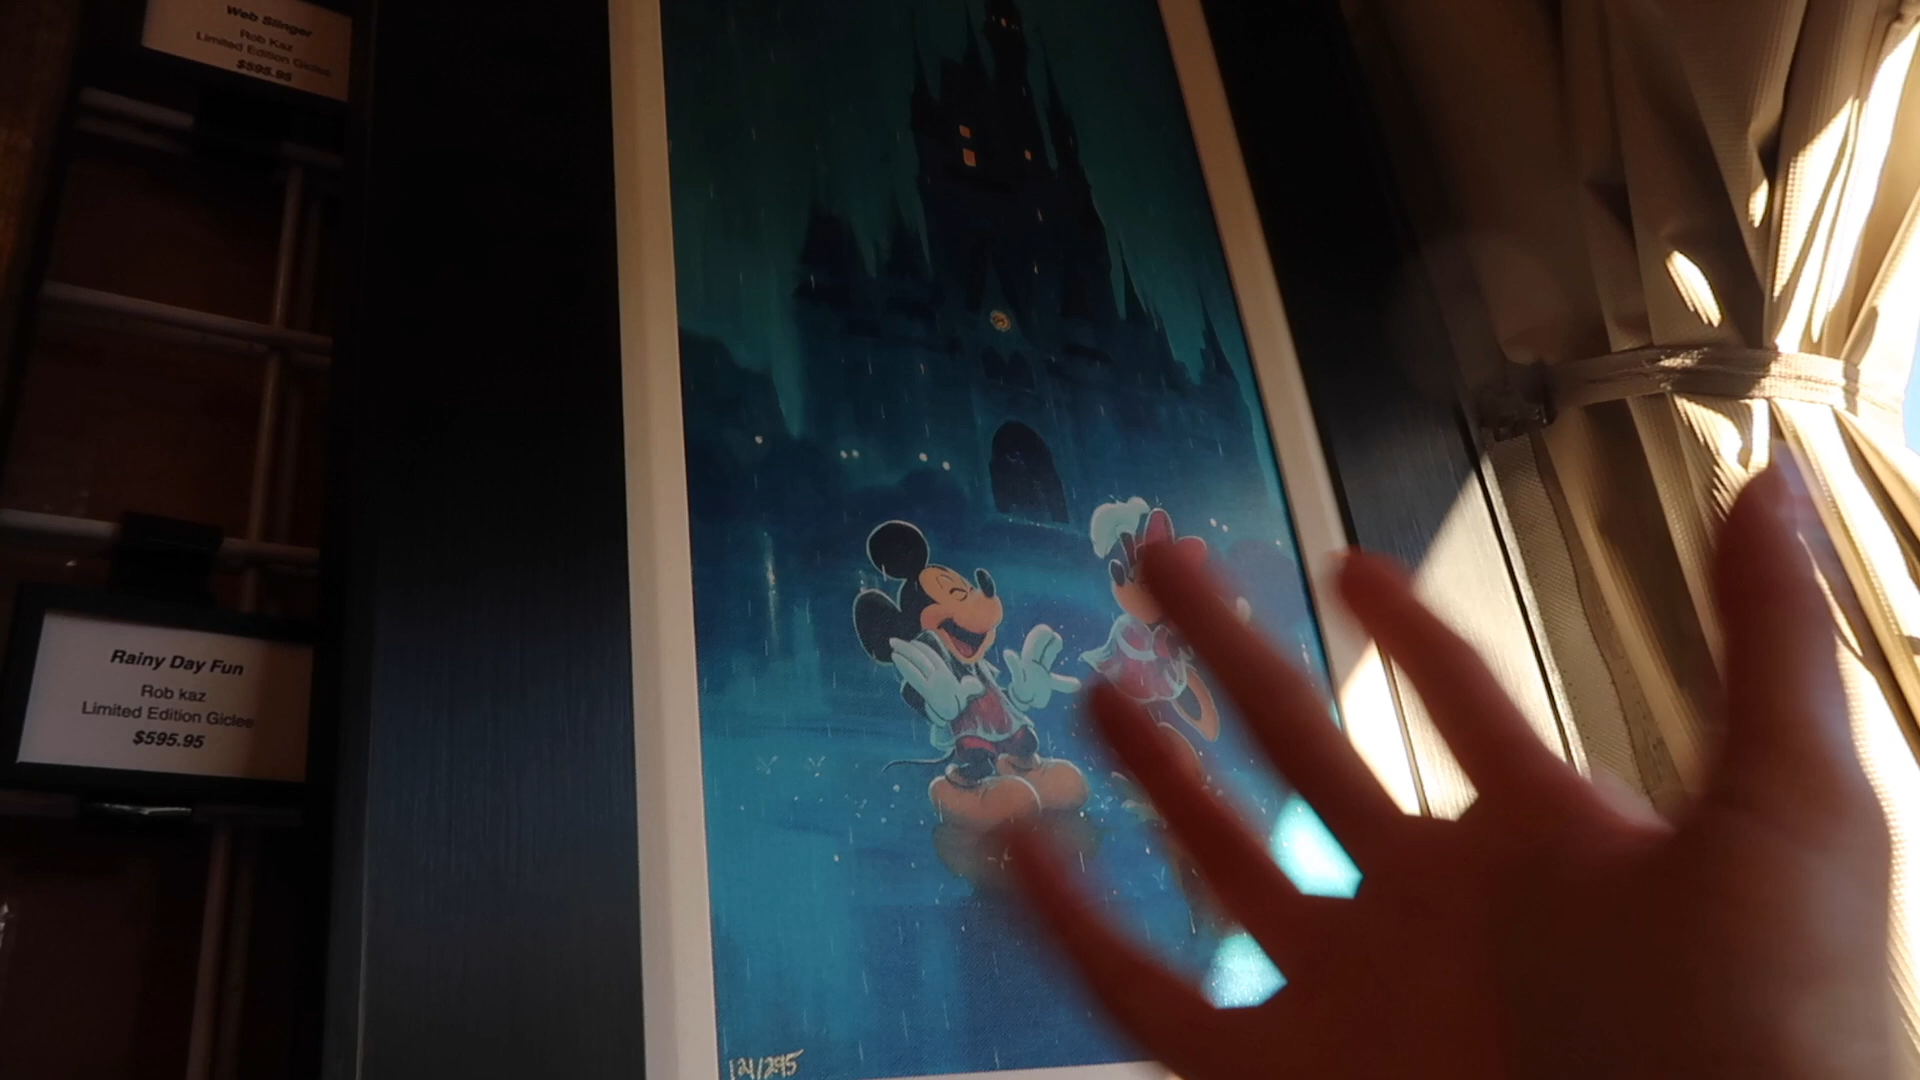 Web Slinger
Rob Kaz
Limited Edition Giclee
$595.95
Rainy Day Fun
Rob kaz
Limited Edition Giclee
$595.95
121/295